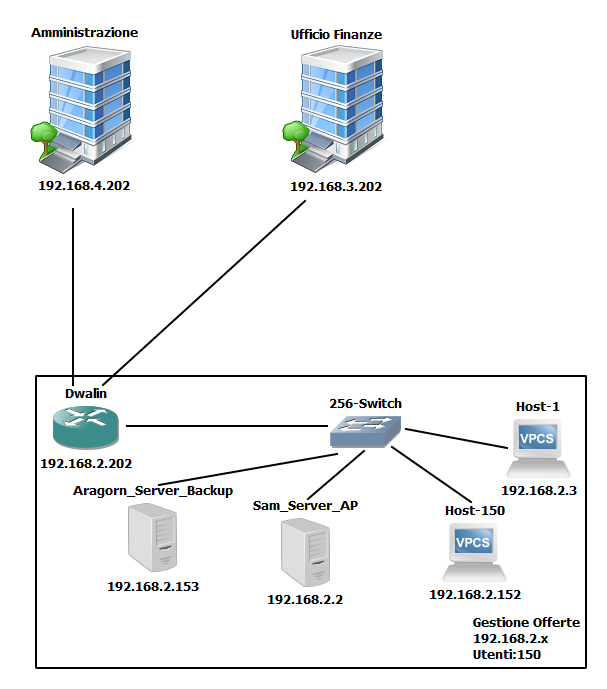 Amministrazione
Ufficio Finanze
192.168.4.202
192.168.3.202
Dwalin
192.168.2.202
256-Switch
Host-1
VPCS
192.168.2.3
Aragorn_Server_Backup
192.168.2.153
Sam_Server_AP
192.168.2.2
Host-150
VPCS
192.168.2.152
Gestione Offerte
192.168.2.x
Utenti:150